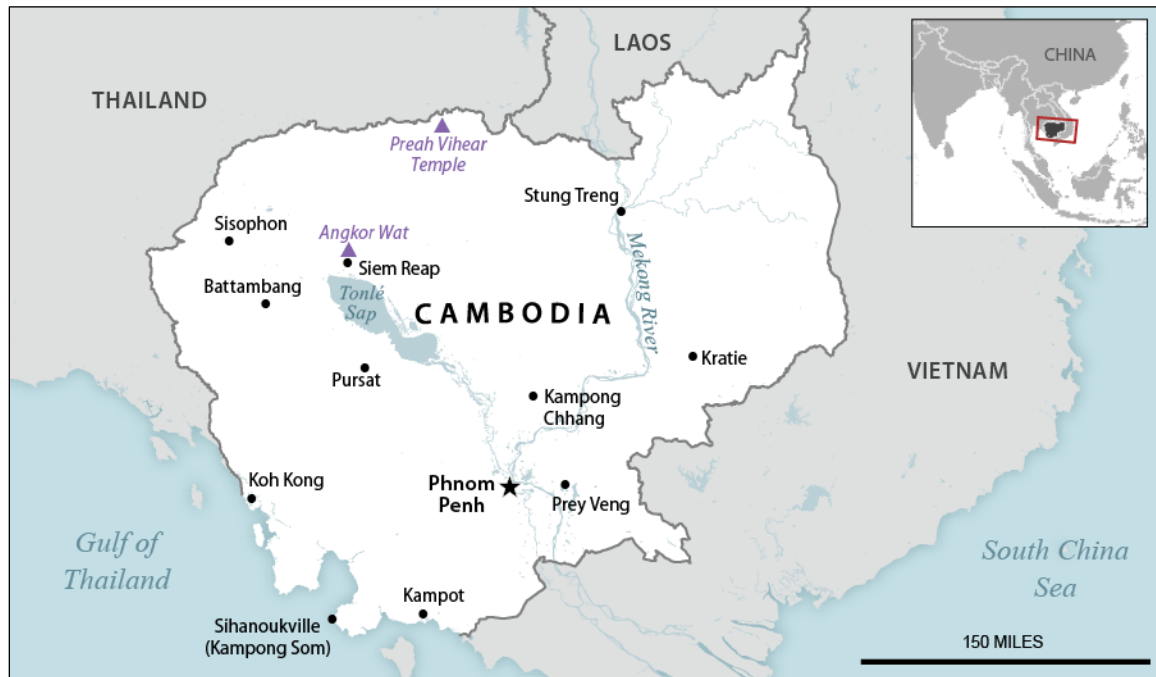 LAOS
CHINA
THAILAND
Preah Vihear
Temple
Stung Treng
Sisophon
Angkor Wat
Siem Reap
Mekong River
Battambang
Tonlé
Sap
CAMBODIA
Kratie
VIETNAM
Pursat
Kampong
Chhang
Koh Kong
Phnom
Penh
Prey Veng
Gulf of
Thailand
South China
Sea
Kampot
Sihanoukville
(Kampong Som)
150 MILES